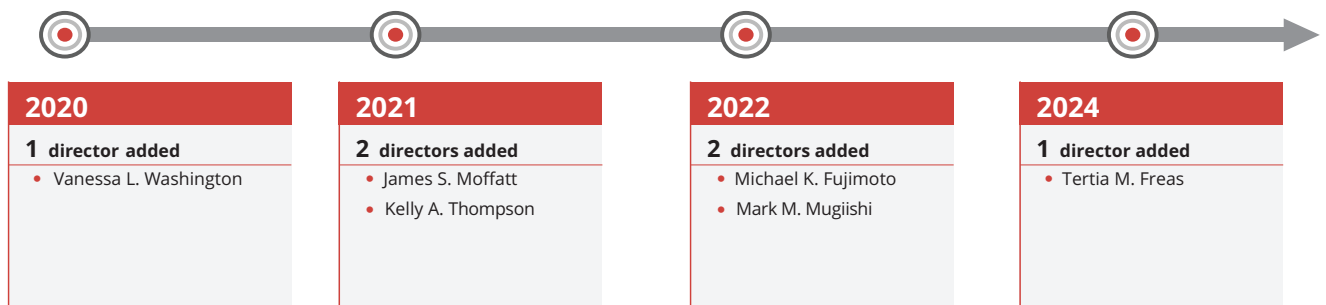 2020
1 director added
• Vanessa L. Washington
2021
2 directors added
• James S. Moffatt
• Kelly A. Thompson
2022
2 directors added
• Michael K. Fujimoto
• Mark M. Mugiishi
2024
1 director added
• Tertia M. Freas